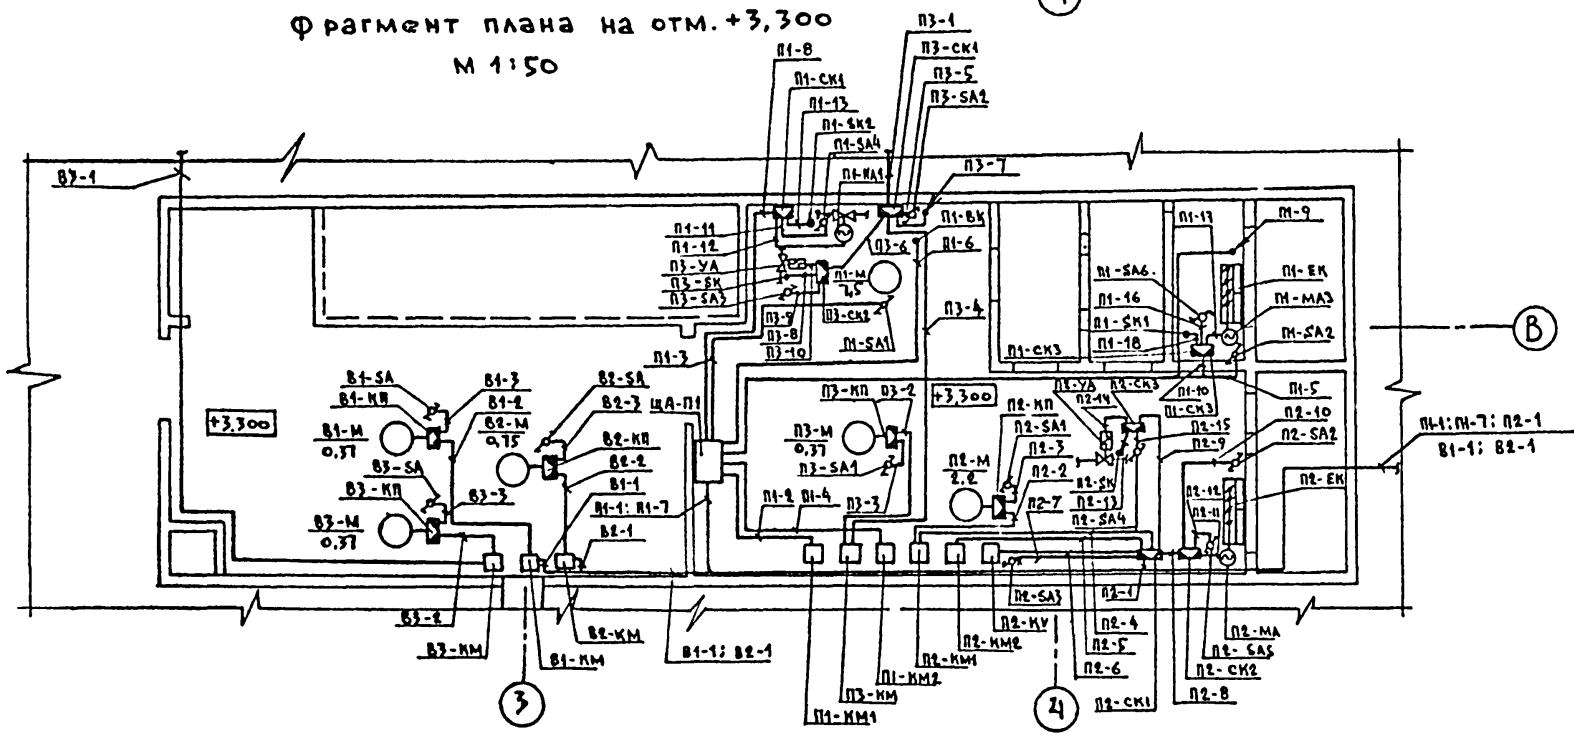 Фрагмент плана на отм. +3,300
М 1:50
4
П3-1
П1-8
П3-СК1
П1-СК1
П3-5
П1-13
П3-SA2
П1-SK2
П1-SA4
В3-1
П1-МА1
П3-7
П1-ВК
П1-17
П1-9
П1-11
П1-12
П3-6
П1-6
П3-УА
П3-SK
П3-SA3
П1-М
7,5
П1-SA6
П1-ЕК
П1-16
П1-МА3
П3-9
П3-8
П3-10
П3-СК2
П3-4
П1-SK1
П1-18
П1-SA2
В
П1-3
П1-SA1
П1-СК3
П1-10
П1-5
П1-СК3
В1-SA
В1-3
В2-SA
В1-КП
В1-2
В2-3
ЩА-П1
П3-КП
П3-2
+3,300
П2-КП
П2-УА
П2-СК3
П2-14
П2-10
+3,300
В1-М
0,37
В2-М
0,75
В2-КП
П3-М
0,37
П2-SA1
П2-15
П2-SA2
П1-1; П1-7; П2-1
В1-1; В2-1
В3-SA
В2-2
П3-SA1
П2-3
П2-9
В3-КП
В3-3
В1-1
П2-М
2,2
П2-2
П2-SK
П2-12
П2-ЕК
П1-1; П1-7
П1-2
П1-4
П3-3
П2-7
П2-13
П2-11
В3-М
0,37
В2-1
П2-SA4
П2-SA3
П2-1
В3-2
П2-КУ
П2-4
П2-МА
В2-КМ
П2-КМ2
П2-5
П2-SA5
В3-КМ
В1-КМ
В1-1; В2-1
П2-КМ1
П2-6
П2-СК2
П1-КМ2
П3-КМ
П2-8
П1-КМ1
П2-СК1
3
4